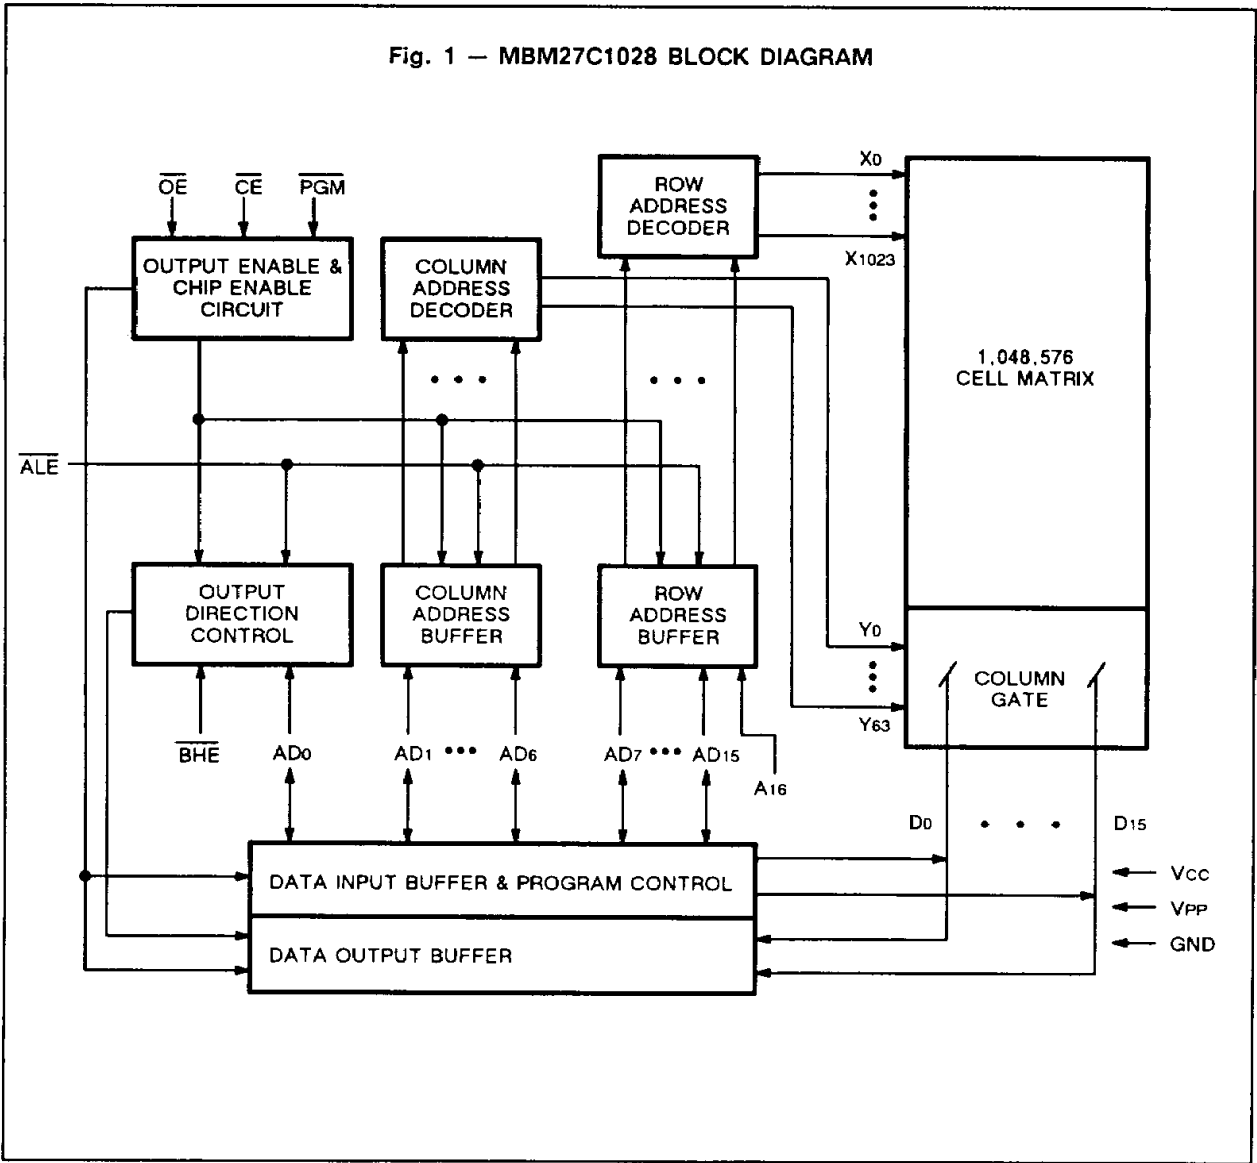 Fig. 1 — MBM27C1028 BLOCK DIAGRAM
OE CE PGM
OUTPUT ENABLE &
CHIP ENABLE
CIRCUIT
COLUMN
ADDRESS
DECODER
ROW
ADDRESS
DECODER
X0
X1023
1,048,576
CELL MATRIX
ALE
OUTPUT
DIRECTION
CONTROL
COLUMN
ADDRESS
BUFFER
ROW
ADDRESS
BUFFER
Y0
Y63
COLUMN
GATE
BHE AD0 AD1 ••• AD6 AD7 ••• AD15
A16
D0 • • • D15
DATA INPUT BUFFER & PROGRAM CONTROL
DATA OUTPUT BUFFER
VCC
VPP
GND